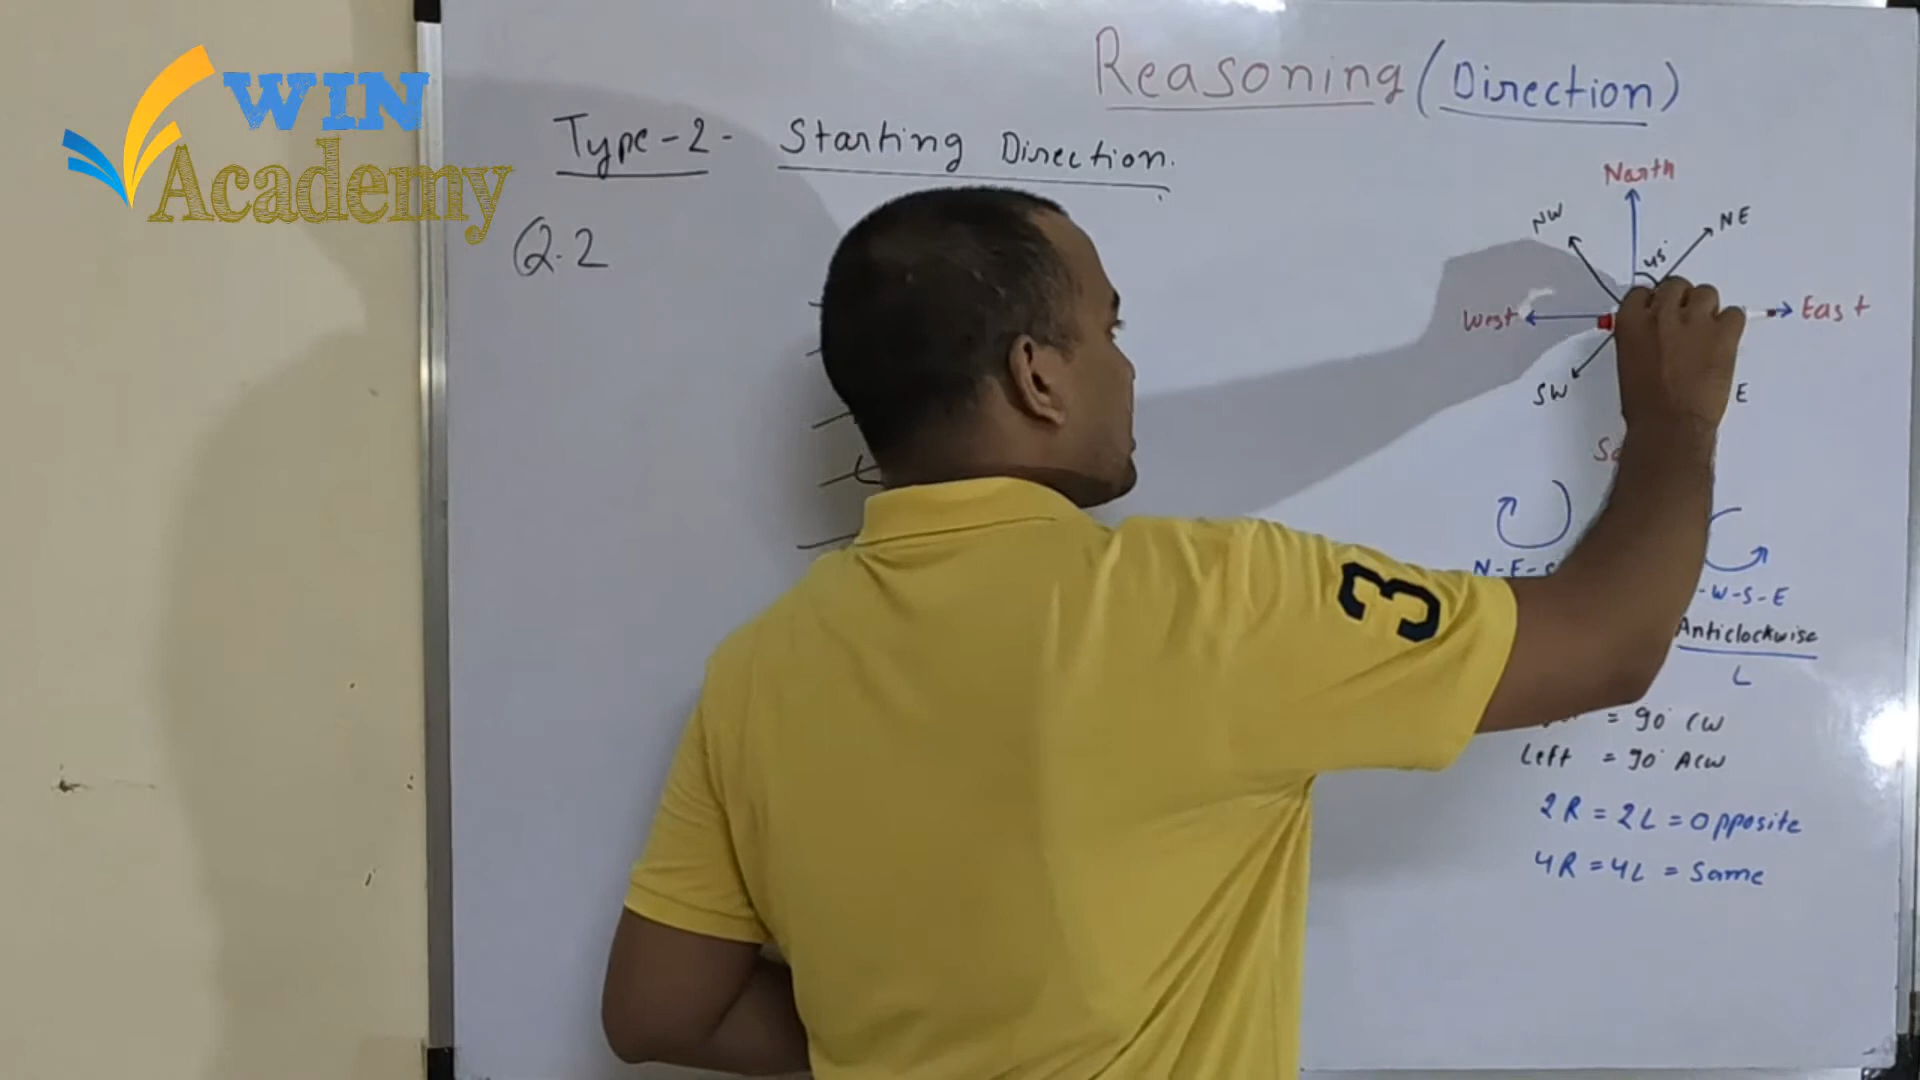 WIN
Academy
Reasoning (Direction)
Type-2- Starting Direction.
Q.2
North
NW
NE
45°
West
East
SW
E
N-E-S
-W-S-E
Anticlockwise
L
= 90° CW
Left = 90° ACW
2R = 2L = Opposite
4R = 4L = Same
3